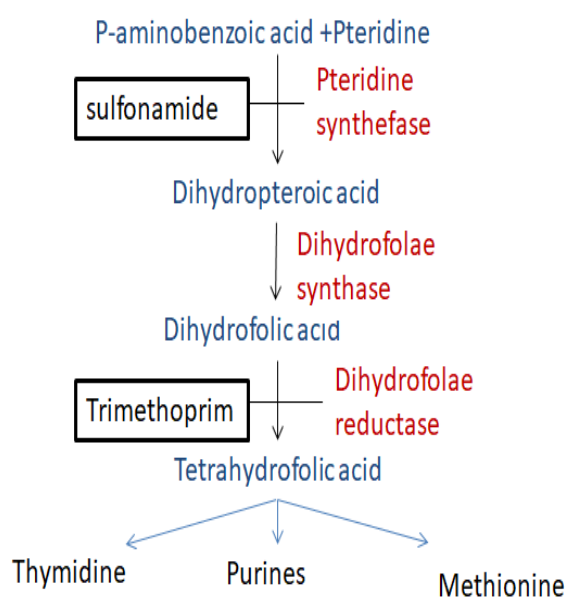 P-aminobenzoic acid +Pteridine
Pteridine
sulfonamide
synthefase
Dihydropteroic acid
Dihydrofolae
synthase
Dihydrofolic acid
Dihydrofolae
Trimethoprim
reductase
Tetrahydrofolic acid
Thymidine
Purines
Methionine